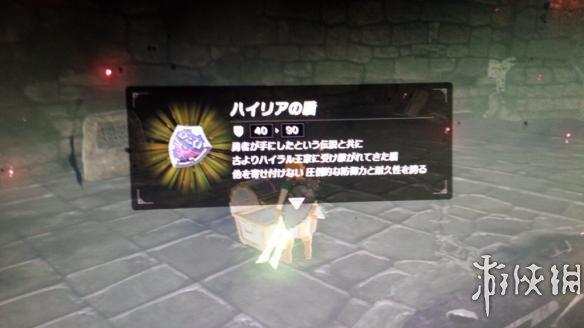 ハイリアの盾
40 ▸ 90
勇者が手にしたという伝説と共に
古よりハイラル王家に受け継がれてきた盾
他を寄せ付けない 圧倒的な防御力と耐久性を誇る
游侠网